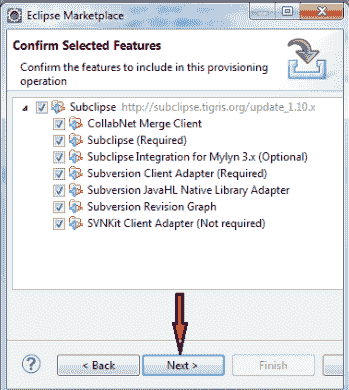 Eclipse Marketplace
Confirm Selected Features
Confirm the features to include in this provisioning
operation
Subclipse http://subclipse.tigris.org/update_1.10.x
CollabNet Merge Client
Subclipse (Required)
Subclipse Integration for Mylyn 3.x (Optional)
Subversion Client Adapter (Required)
Subversion JavaHL Native Library Adapter
Subversion Revision Graph
SVNKit Client Adapter (Not required)
? < Back Next > Finish